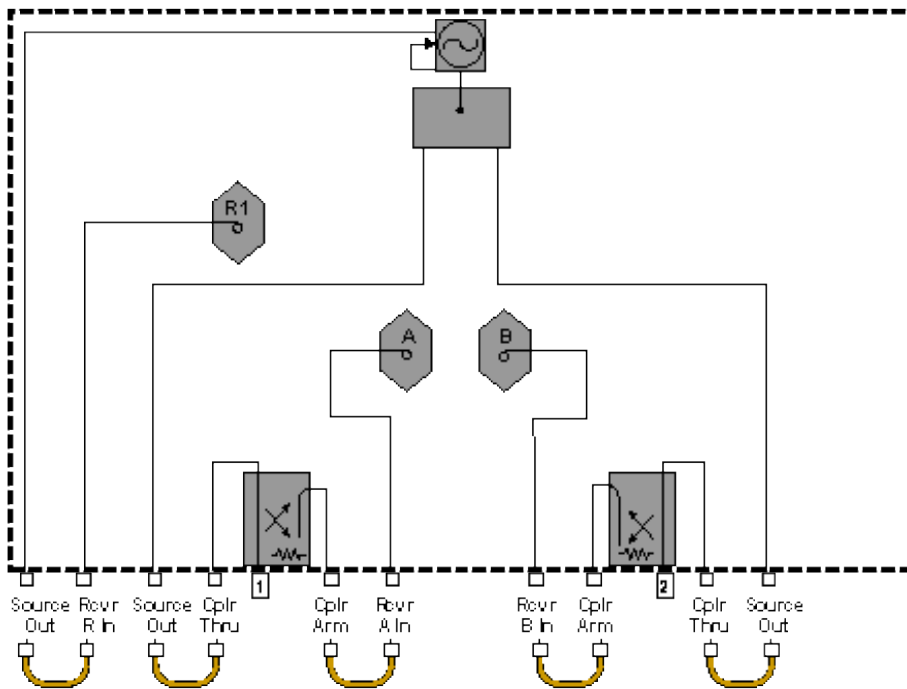 R1
A
B
1
2
Source Out
Rcvr R In
Source Out
Cplr Thru
Cplr Arm
Rcvr A In
Rcvr B In
Cplr Arm
Cplr Thru
Source Out